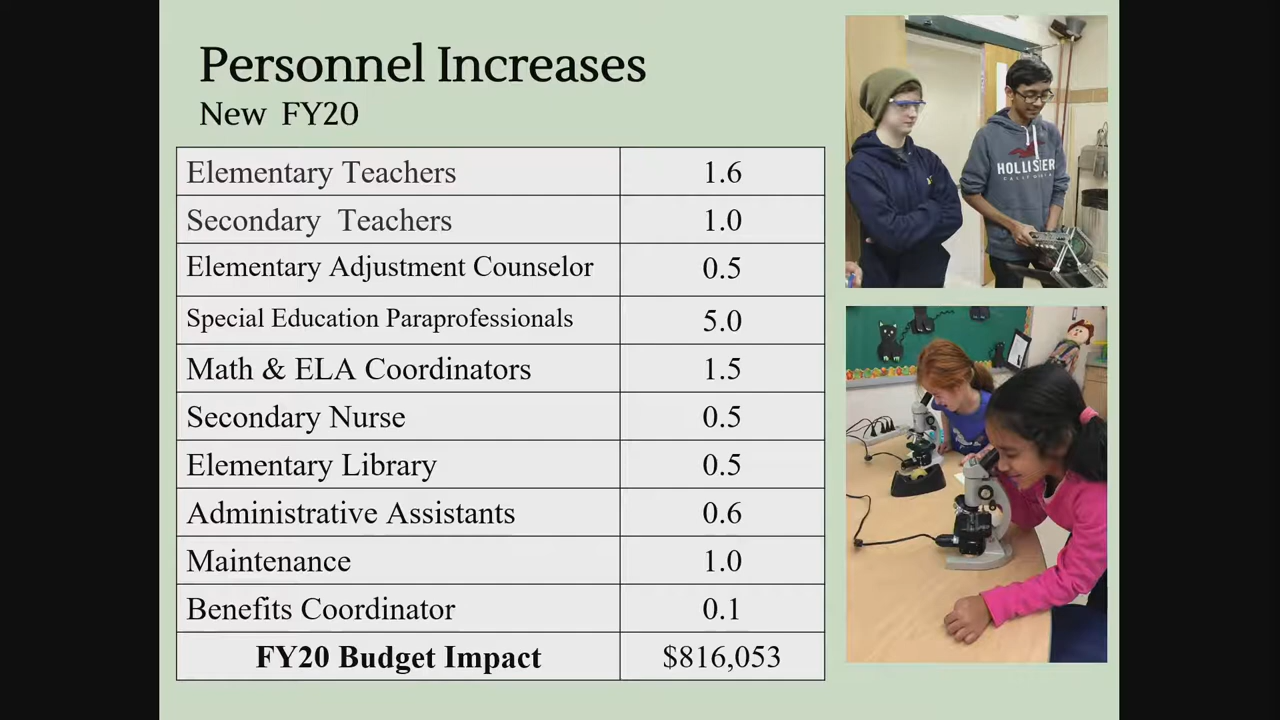 Personnel Increases
New FY20
Elementary Teachers 1.6
Secondary Teachers 1.0
Elementary Adjustment Counselor 0.5
Special Education Paraprofessionals 5.0
Math & ELA Coordinators 1.5
Secondary Nurse 0.5
Elementary Library 0.5
Administrative Assistants 0.6
Maintenance 1.0
Benefits Coordinator 0.1
FY20 Budget Impact $816,053
HOLLISTER
CALIFORNIA